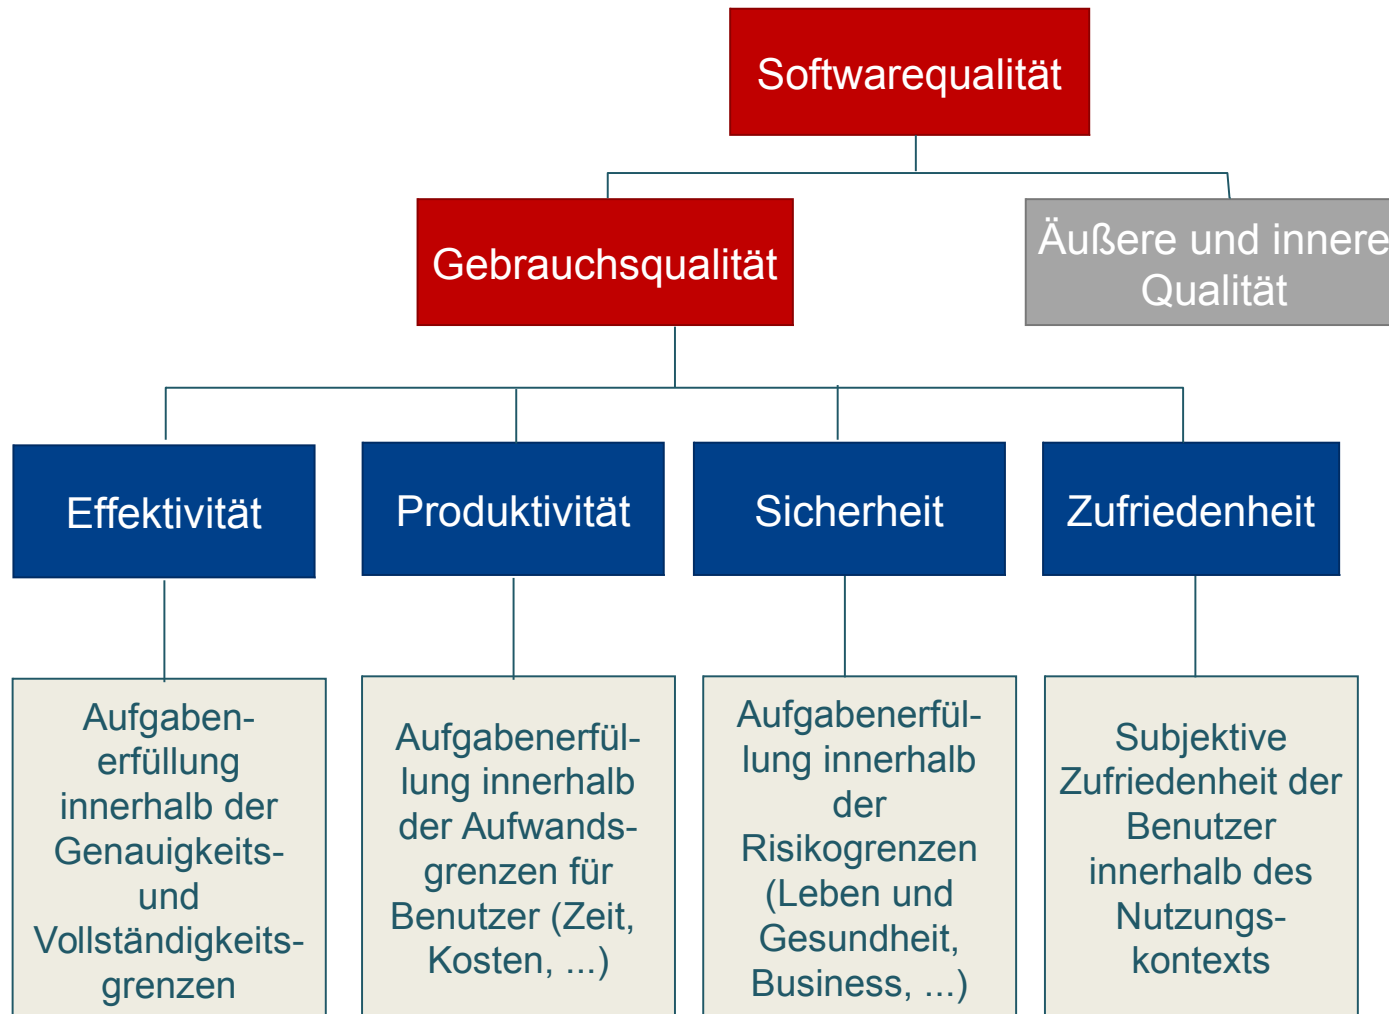 Softwarequalität
Gebrauchsqualität
Äußere und innere
Qualität
Effektivität
Produktivität
Sicherheit
Zufriedenheit
Aufgaben-
erfüllung
innerhalb der
Genauigkeits-
und
Vollständigkeits-
grenzen
Aufgabenerfül-
lung innerhalb
der Aufwands-
grenzen für
Benutzer (Zeit,
Kosten, ...)
Aufgabenerfül-
lung innerhalb
der
Risikogrenzen
(Leben und
Gesundheit,
Business, ...)
Subjektive
Zufriedenheit der
Benutzer
innerhalb des
Nutzungs-
kontexts